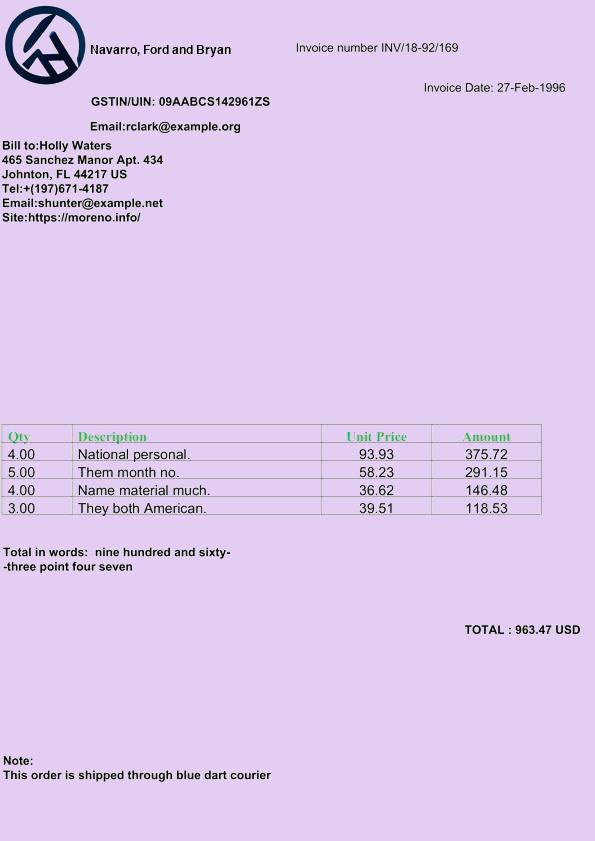 Navarro, Ford and Bryan
Invoice number INV/18-92/169
Invoice Date: 27-Feb-1996
GSTIN/UIN: 09AABCS142961ZS
Email:rclark@example.org
Bill to:Holly Waters
465 Sanchez Manor Apt. 434
Johnton, FL 44217 US
Tel:+(197)671-4187
Email:shunter@example.net
Site:https://moreno.info/
Qty Description Unit Price Amount
4.00 National personal. 93.93 375.72
5.00 Them month no. 58.23 291.15
4.00 Name material much. 36.62 146.48
3.00 They both American. 39.51 118.53
Total in words: nine hundred and sixty-
-three point four seven
TOTAL : 963.47 USD
Note:
This order is shipped through blue dart courier